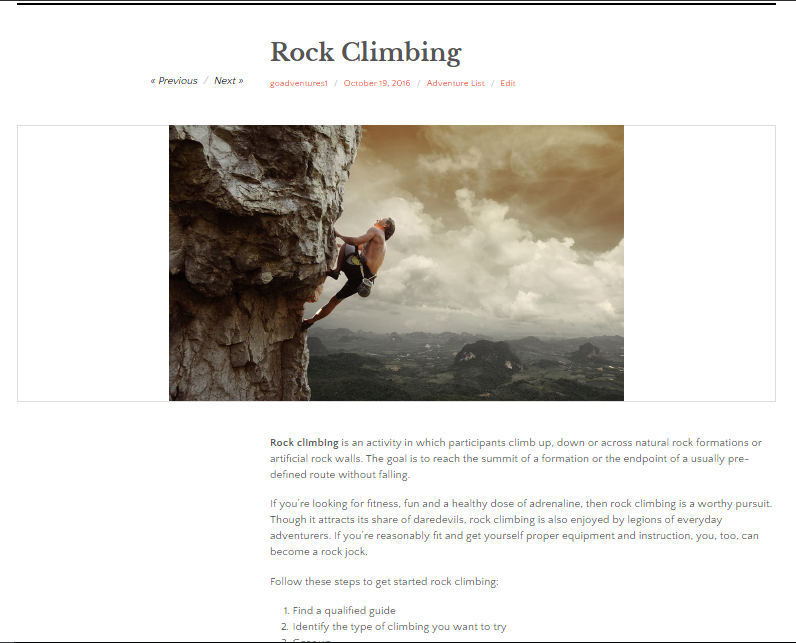 Rock Climbing
« Previous / Next »
goadventures1 / October 19, 2016 / Adventure List / Edit
Rock climbing is an activity in which participants climb up, down or across natural rock formations or
artificial rock walls. The goal is to reach the summit of a formation or the endpoint of a usually pre-
defined route without falling.
If you're looking for fitness, fun and a healthy dose of adrenaline, then rock climbing is a worthy pursuit.
Though it attracts its share of daredevils, rock climbing is also enjoyed by legions of everyday
adventurers. If you're reasonably fit and get yourself proper equipment and instruction, you, too, can
become a rock jock.
Follow these steps to get started rock climbing:
1. Find a qualified guide
2. Identify the type of climbing you want to try